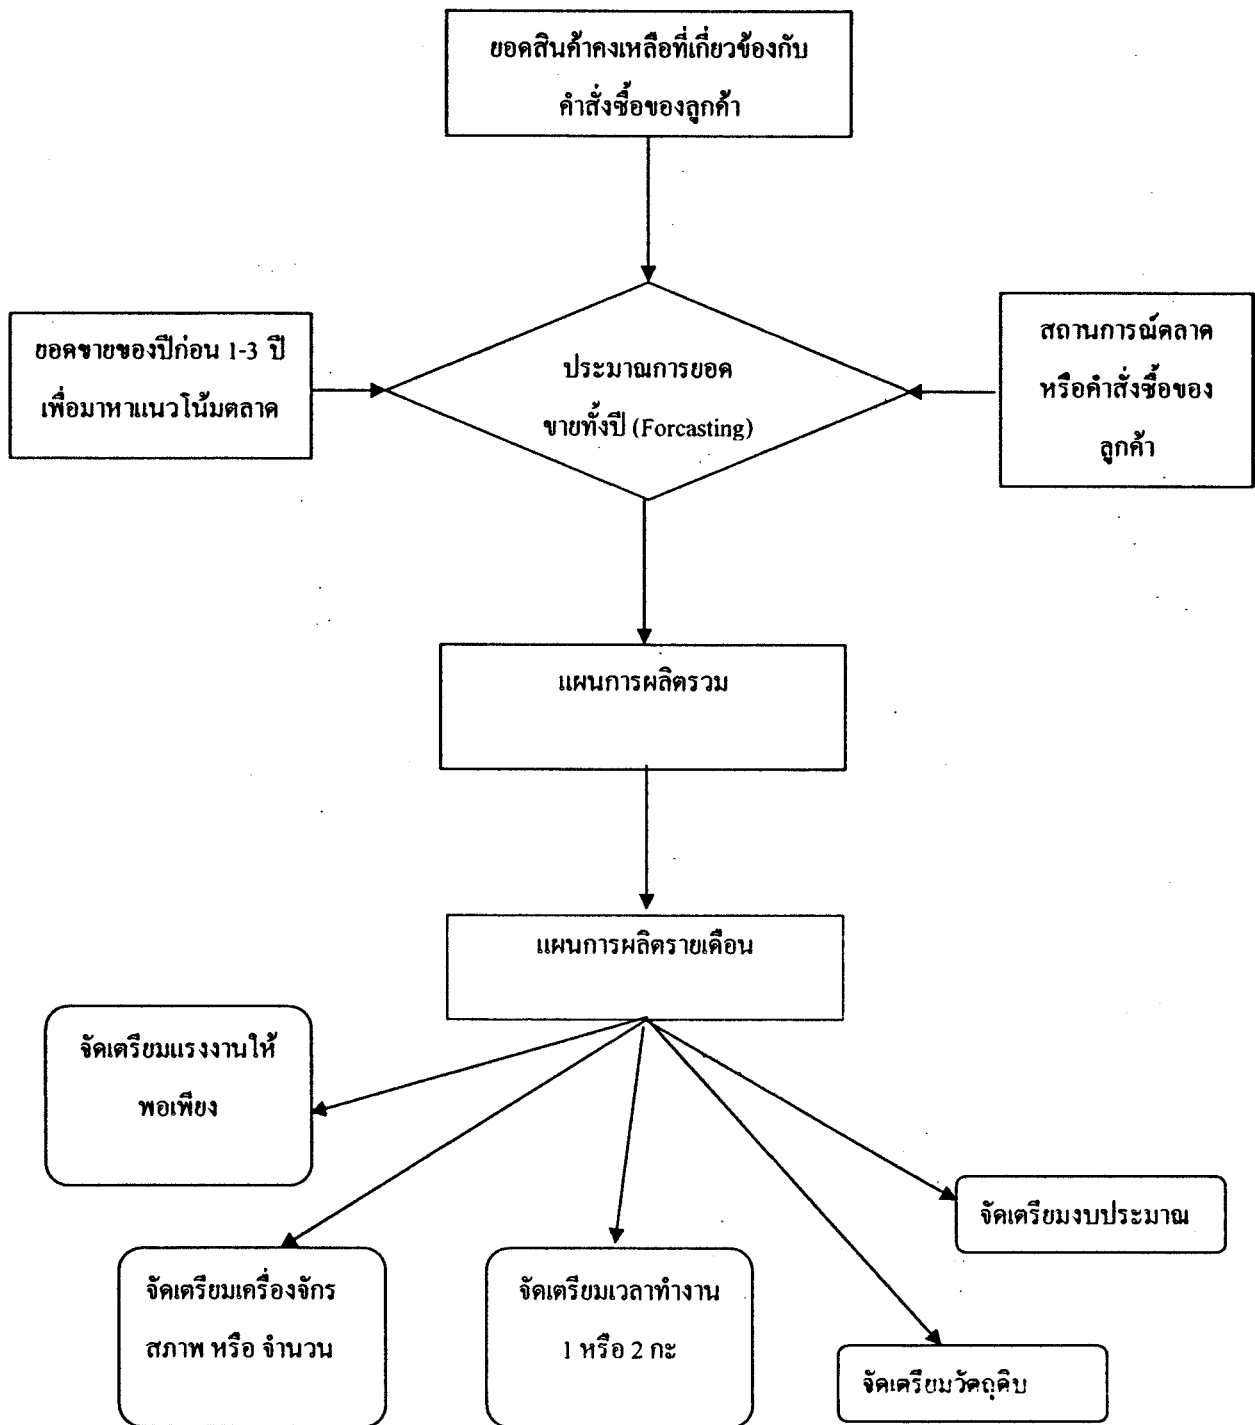 ยอดสินค้าคงเหลือที่เกี่ยวข้องกับ
คำสั่งซื้อของลูกค้า
ยอดขายของปีก่อน 1-3 ปี
เพื่อมาหาแนวโน้มตลาด
ประมาณการยอด
ขายทั้งปี (Forcasting)
สถานการณ์ตลาด
หรือคำสั่งซื้อของ
ลูกค้า
แผนการผลิตรวม
แผนการผลิตรายเดือน
จัดเตรียมแรงงานให้
พอเพียง
จัดเตรียมเครื่องจักร
สภาพ หรือ จำนวน
จัดเตรียมเวลาทำงาน
1 หรือ 2 กะ
จัดเตรียมวัตถุดิบ
จัดเตรียมงบประมาณ